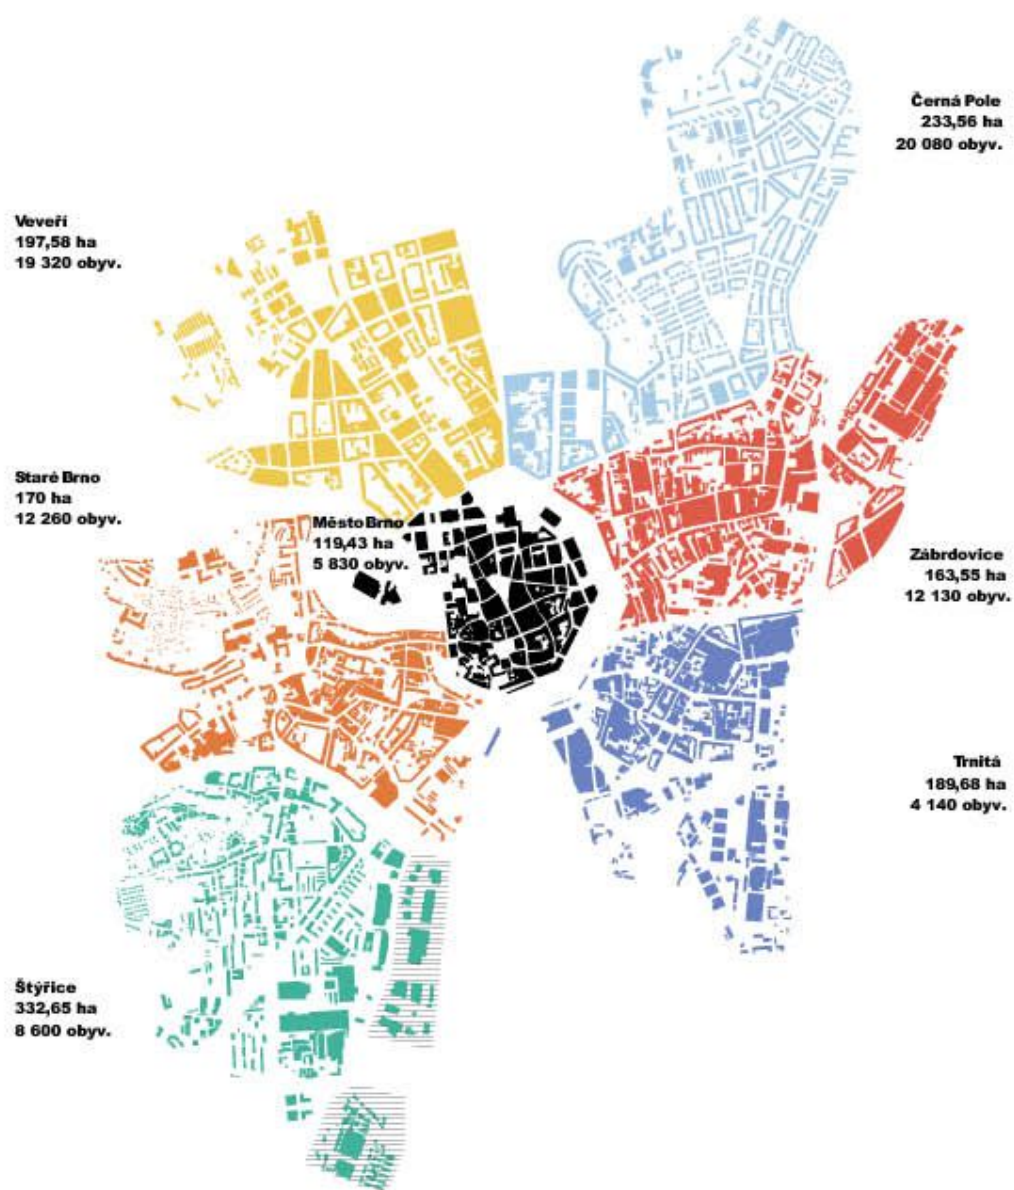 Černá Pole
233,56 ha
20 080 obyv.
Veveří
197,58 ha
19 320 obyv.
Staré Brno
170 ha
12 260 obyv.
Město Brno
119,43 ha
5 830 obyv.
Zábrdovice
163,55 ha
12 130 obyv.
Trnitá
189,68 ha
4 140 obyv.
Štýřice
332,65 ha
8 600 obyv.